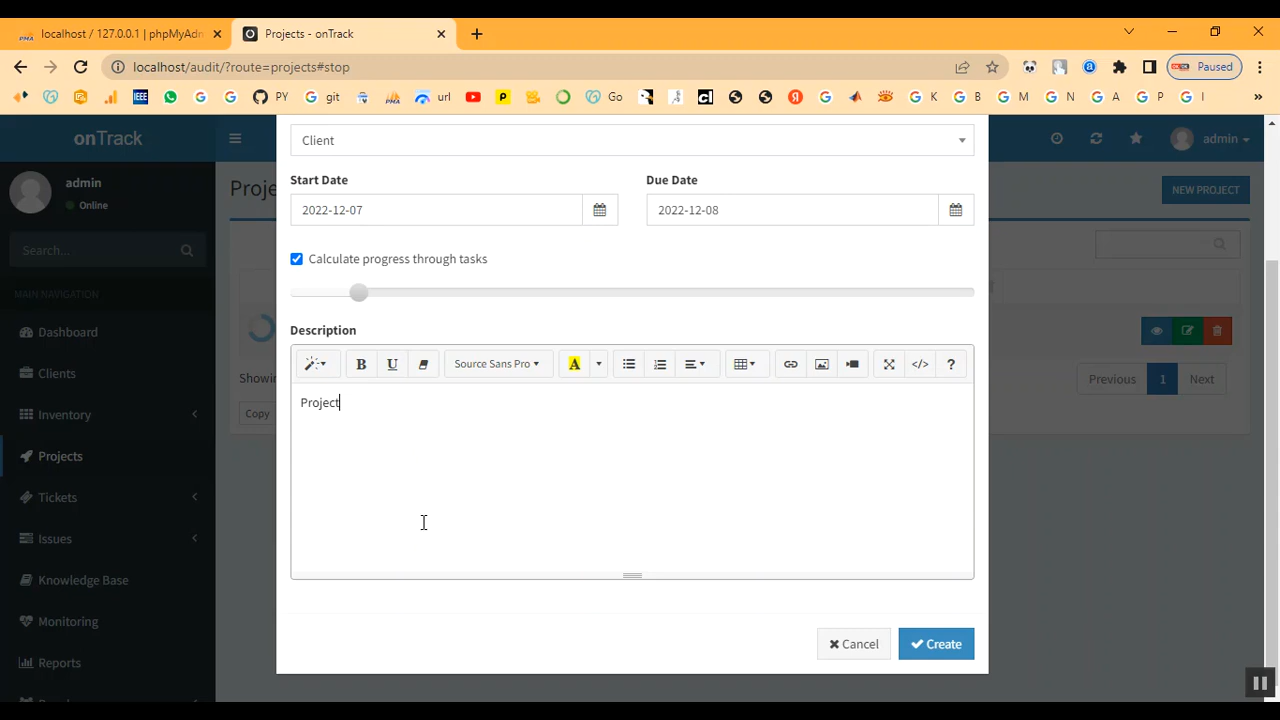 localhost / 127.0.0.1 | phpMyAdn
Projects - onTrack
localhost/audit/?route=projects#stop
Paused
PY
git
url
Go
K
B
M
N
A
P
I
onTrack
admin
admin
Online
Search...
MAIN NAVIGATION
Dashboard
Clients
Inventory
Projects
Tickets
Issues
Knowledge Base
Monitoring
Reports
Proje
NEW PROJECT
Showin
Copy
Previous
1
Next
Client
Start Date
Due Date
2022-12-07
2022-12-08
Calculate progress through tasks
Description
B
U
Source Sans Pro
A
</>
?
Project
Cancel
Create